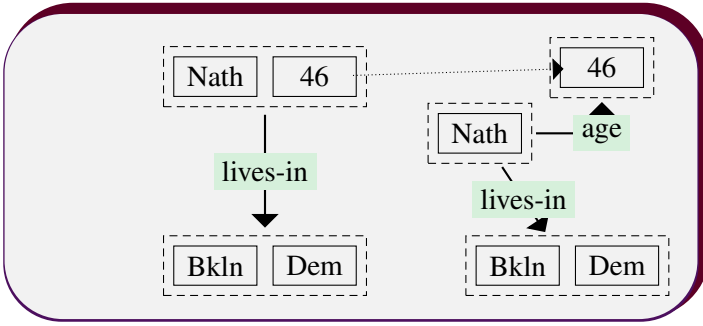 Nath 46
46
Nath
age
lives-in
lives-in
Bkln Dem
Bkln Dem